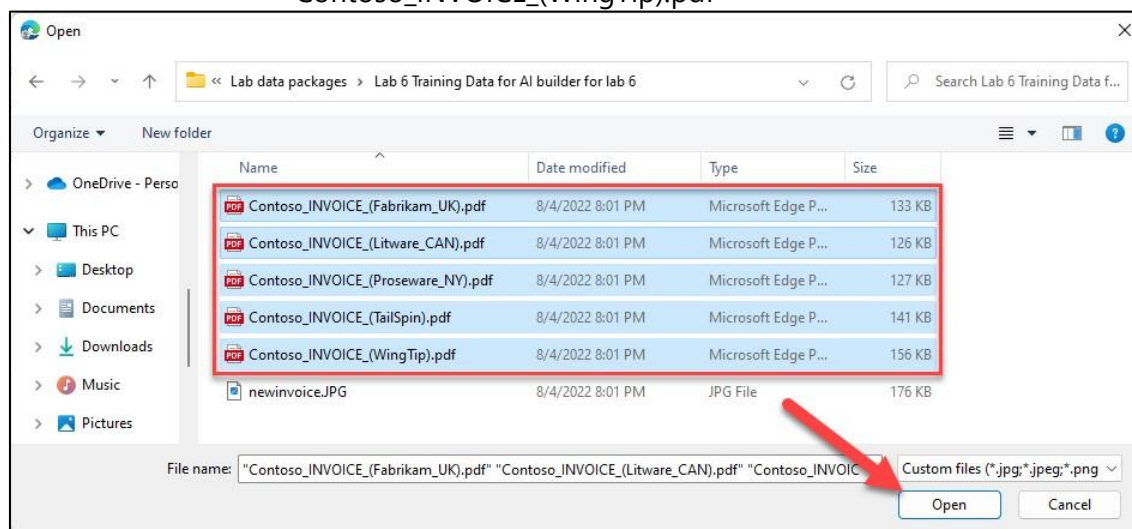 Contoso_INVOICE_(WingTip).pdf
Open
« Lab data packages > Lab 6 Training Data for AI builder for lab 6
Search Lab 6 Training Data f...
Organize New folder
Name Date modified Type Size
OneDrive - Perso
This PC
Desktop
Documents
Downloads
Music
Pictures
Contoso_INVOICE_(Fabrikam_UK).pdf 8/4/2022 8:01 PM Microsoft Edge P... 133 KB
Contoso_INVOICE_(Litware_CAN).pdf 8/4/2022 8:01 PM Microsoft Edge P... 126 KB
Contoso_INVOICE_(Proseware_NY).pdf 8/4/2022 8:01 PM Microsoft Edge P... 127 KB
Contoso_INVOICE_(TailSpin).pdf 8/4/2022 8:01 PM Microsoft Edge P... 141 KB
Contoso_INVOICE_(WingTip).pdf 8/4/2022 8:01 PM Microsoft Edge P... 156 KB
newinvoice.JPG 8/4/2022 8:01 PM JPG File 176 KB
File name: "Contoso_INVOICE_(Fabrikam_UK).pdf" "Contoso_INVOICE_(Litware_CAN).pdf" "Contoso_INVOIC
Custom files (*.jpg;*.jpeg;*.png
Open Cancel